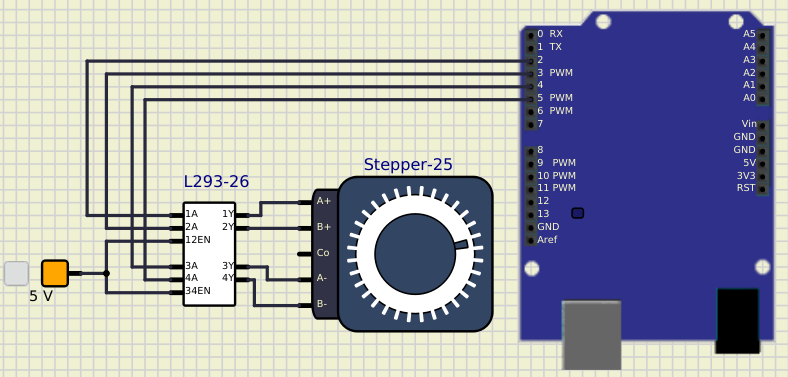 L293-26
1A 1Y
2A 2Y
12EN
3A 3Y
4A 4Y
34EN
5 V
Stepper-25
A+
B+
Co
A-
B-
0 RX
1 TX
2
3 PWM
4
5 PWM
6 PWM
7
8
9 PWM
10 PWM
11 PWM
12
13
GND
Aref
A5
A4
A3
A2
A1
A0
Vin
GND
GND
5V
3V3
RST